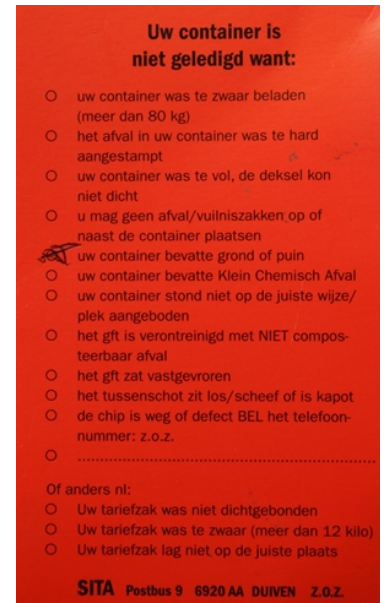 Uw container is
niet geledigd want:
uw container was te zwaar beladen
(meer dan 80 kg)
het afval in uw container was te hard
aangestampt
uw container was te vol, de deksel kon
niet dicht
u mag geen afval/vuilniszakken op of
naast de container plaatsen
uw container bevatte grond of puin
uw container bevatte Klein Chemisch Afval
uw container stond niet op de juiste wijze/
plek aangeboden
het gft is verontreinigd met NIET compos-
teerbaar afval
het gft zat vastgevroren
het tussenschot zit los/scheef of is kapot
de chip is weg of defect BEL het telefoon-
nummer: z.o.z.
Of anders nl:
Uw tariefzak was niet dichtgebonden
Uw tariefzak was te zwaar (meer dan 12 kilo)
Uw tariefzak lag niet op de juiste plaats
SITA Postbus 9 6920 AA DUIVEN Z.O.Z.